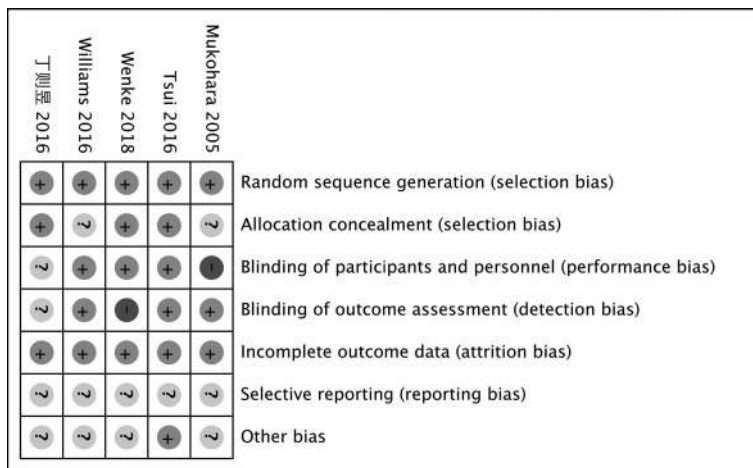 丁则昱 2016
Williams 2016
Wenke 2018
Tsui 2016
Mukohara 2005
+ + + + + Random sequence generation (selection bias)
+ ? + + ? Allocation concealment (selection bias)
? + + + – Blinding of participants and personnel (performance bias)
? + – + + Blinding of outcome assessment (detection bias)
+ + + + + Incomplete outcome data (attrition bias)
? ? ? ? ? Selective reporting (reporting bias)
? ? ? + ? Other bias